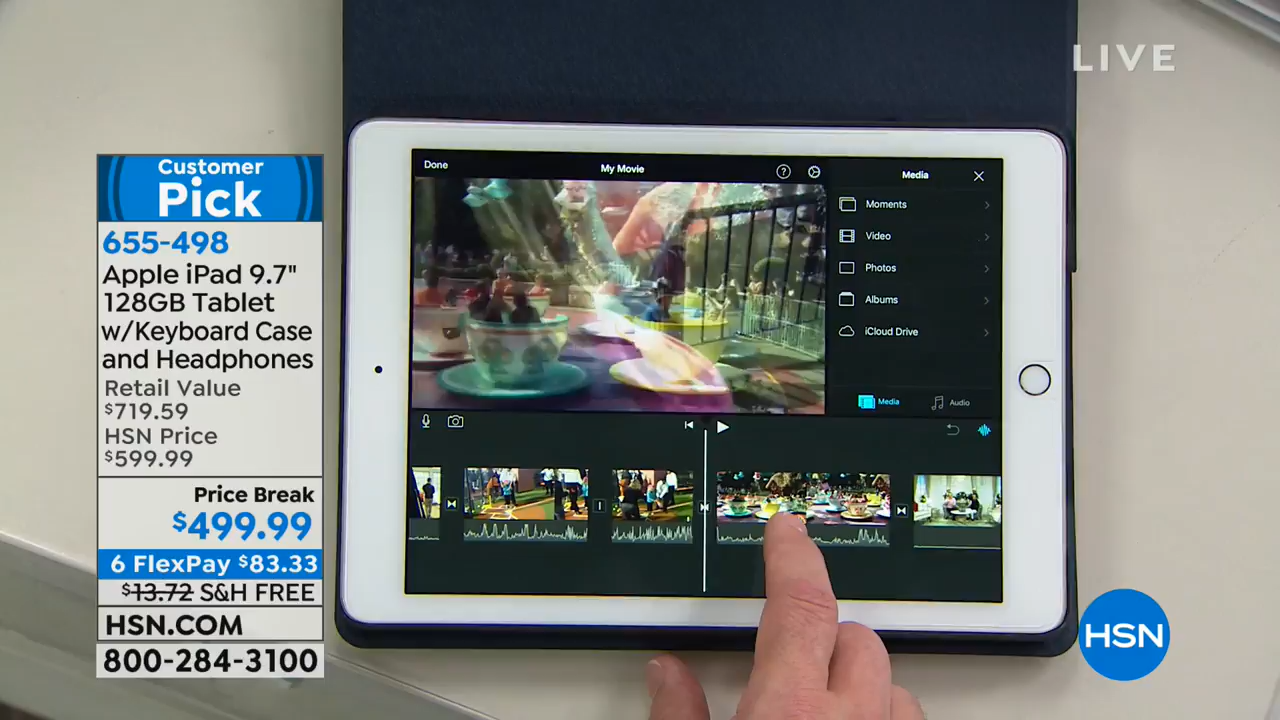 LIVE
Customer
Pick
655-498
Apple iPad 9.7"
128GB Tablet
w/Keyboard Case
and Headphones
Retail Value
$719.59
HSN Price
$599.99
Price Break
$499.99
6 FlexPay $83.33
$13.72 S&H FREE
HSN.COM
800-284-3100
Done
My Movie
?
Media
Moments
Video
Photos
Albums
iCloud Drive
Media
Audio
HSN